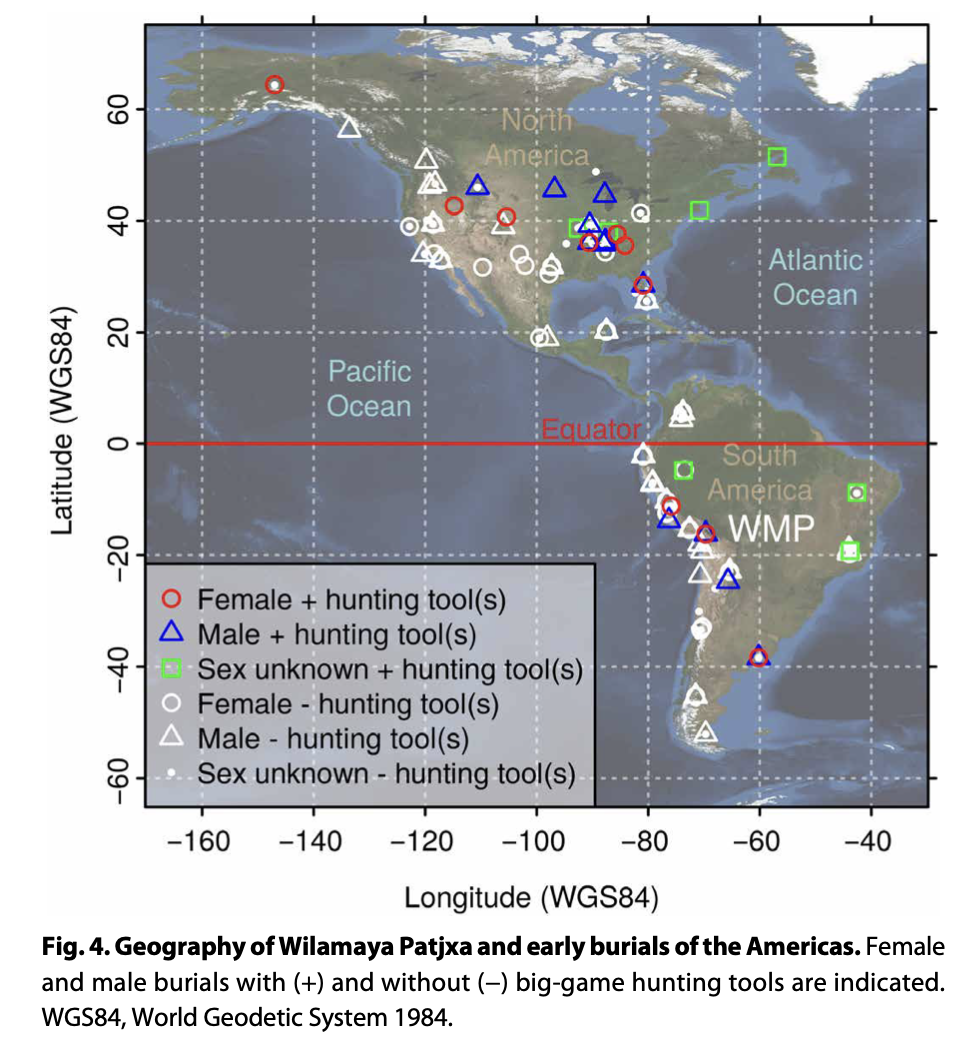 60
40
20
0
−20
−40
−60
Latitude (WGS84)
North
America
Atlantic
Ocean
Pacific
Ocean
Equator
South
America
WMP
Female + hunting tool(s)
Male + hunting tool(s)
Sex unknown + hunting tool(s)
Female - hunting tool(s)
Male - hunting tool(s)
Sex unknown - hunting tool(s)
−160 −140 −120 −100 −80 −60 −40
Longitude (WGS84)
Fig. 4. Geography of Wilamaya Patjxa and early burials of the Americas. Female
and male burials with (+) and without (−) big-game hunting tools are indicated.
WGS84, World Geodetic System 1984.